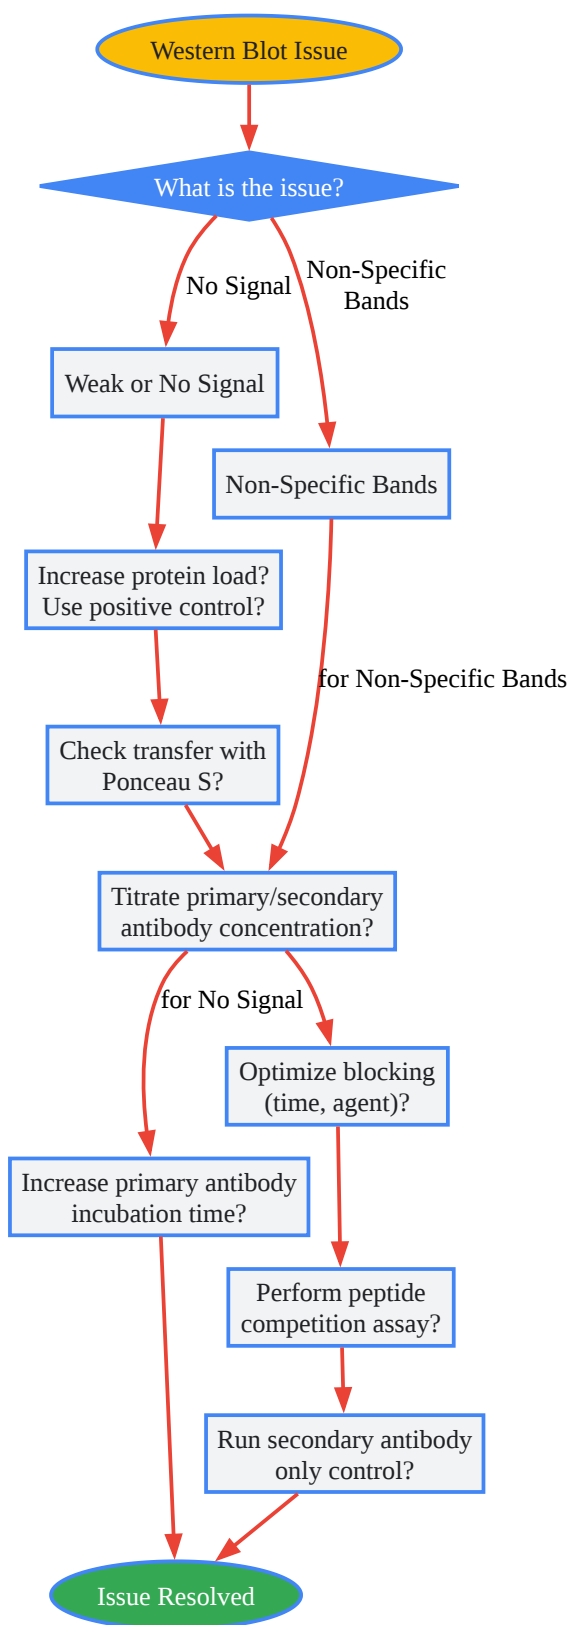 Western Blot Issue
What is the issue?
No Signal
Non-Specific
Bands
Weak or No Signal
Non-Specific Bands
Increase protein load?
Use positive control?
for Non-Specific Bands
Check transfer with
Ponceau S?
Titrate primary/secondary
antibody concentration?
for No Signal
Optimize blocking
(time, agent)?
Increase primary antibody
incubation time?
Perform peptide
competition assay?
Run secondary antibody
only control?
Issue Resolved